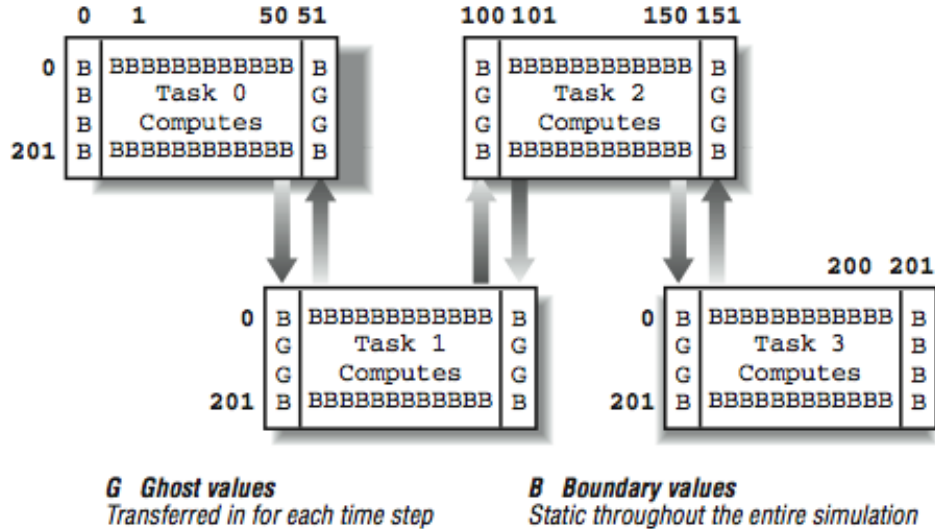 0 1 50 51 100 101 150 151
0 B BBBBBBBBBBBB B B BBBBBBBBBBBB B
B Task 0 G G Task 2 G
B Computes G G Computes G
201 B BBBBBBBBBBBB B B BBBBBBBBBBBB B
200 201
0 B BBBBBBBBBBBB B 0 B BBBBBBBBBBBB B
G Task 1 G G Task 3 B
G Computes G G Computes B
201 B BBBBBBBBBBBB B 201 B BBBBBBBBBBBB B
G Ghost values B Boundary values
Transferred in for each time step Static throughout the entire simulation